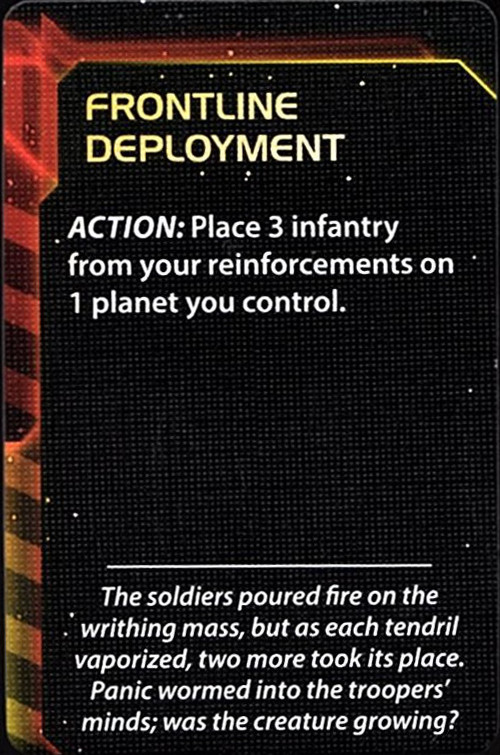 FRONTLINE
DEPLOYMENT
ACTION: Place 3 infantry
from your reinforcements on
1 planet you control.
The soldiers poured fire on the
writhing mass, but as each tendril
vaporized, two more took its place.
Panic wormed into the troopers'
minds; was the creature growing?